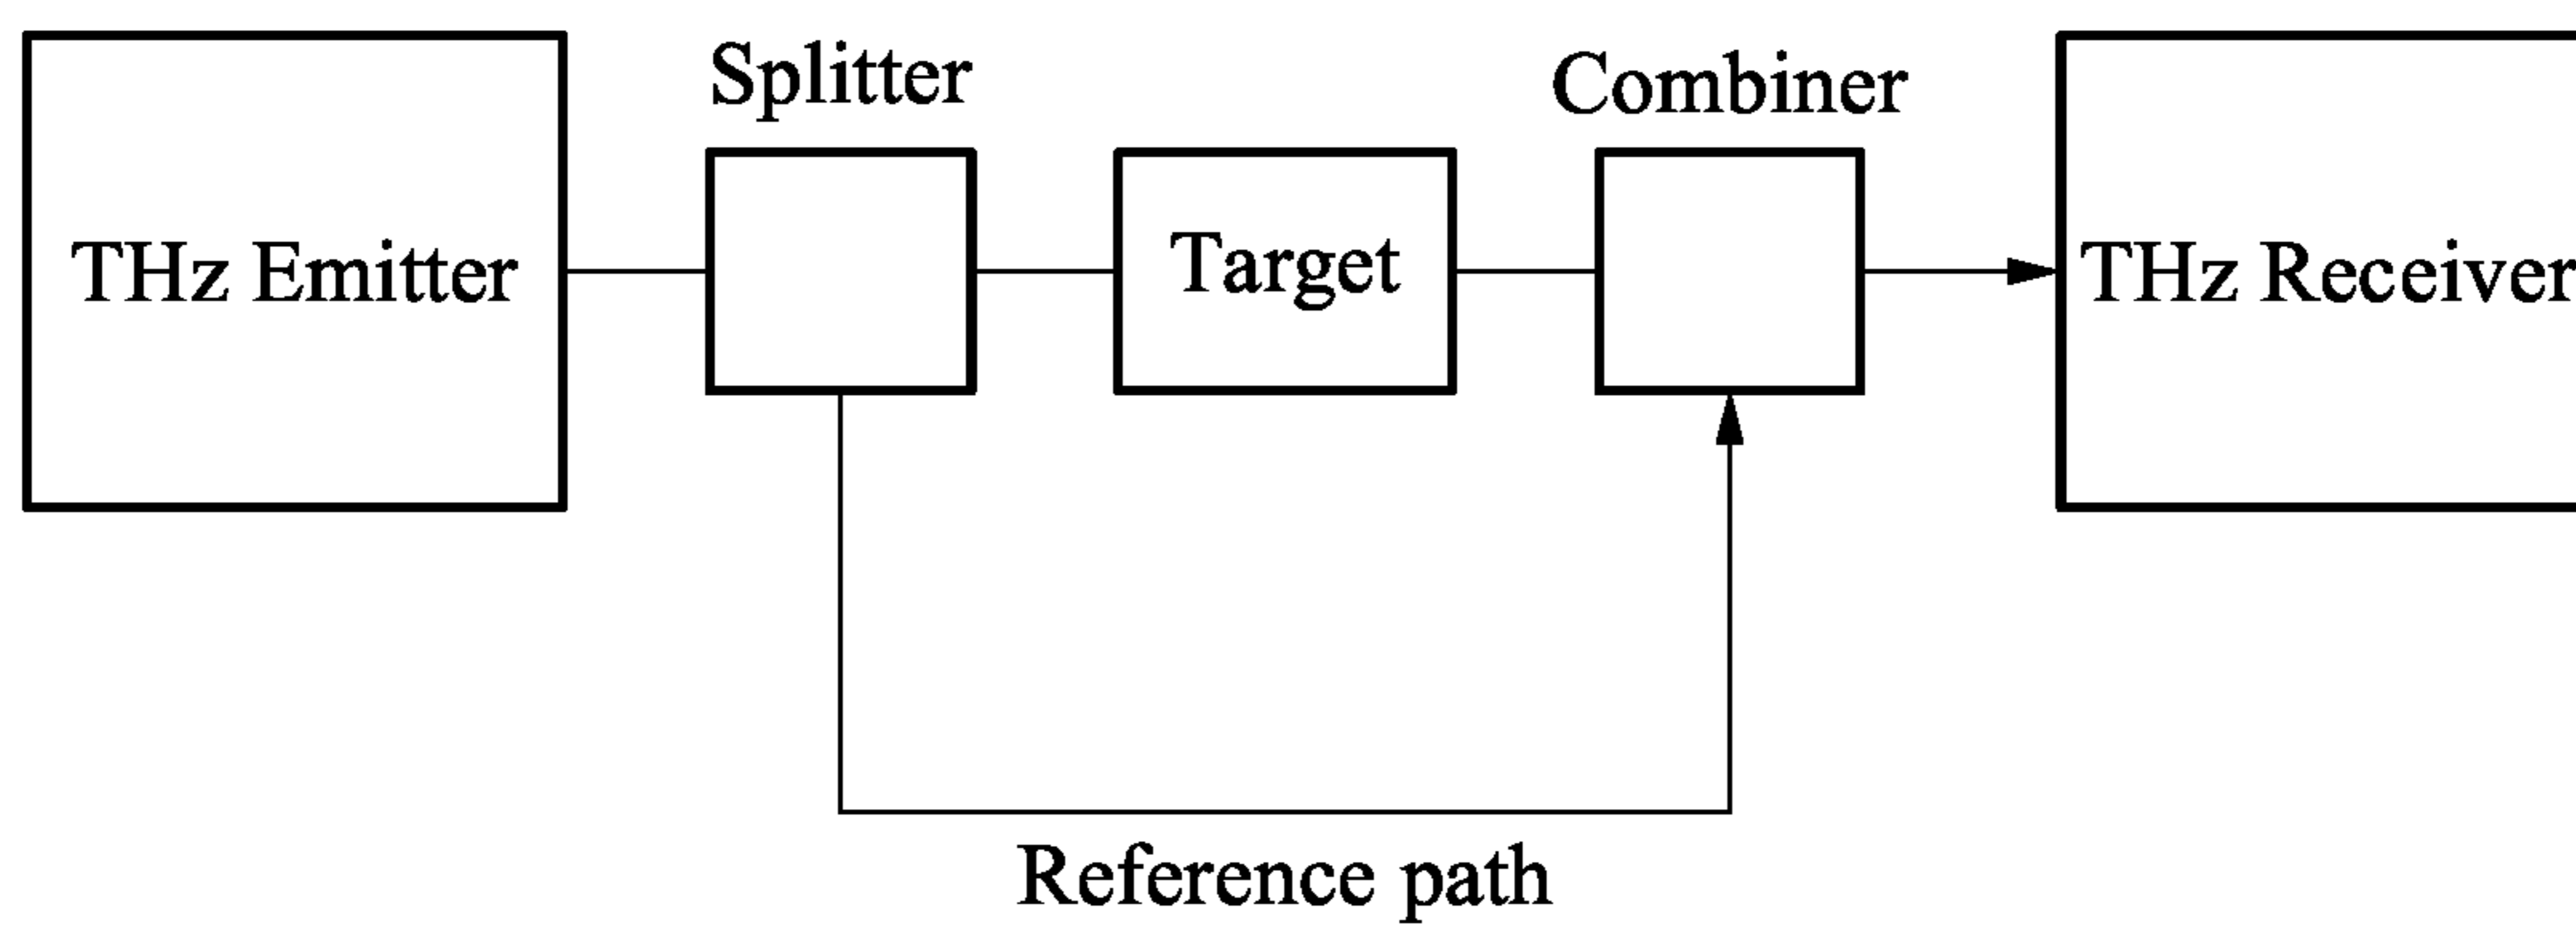 Splitter
Combiner
THz Emitter
Target
THz Receiver
Reference path